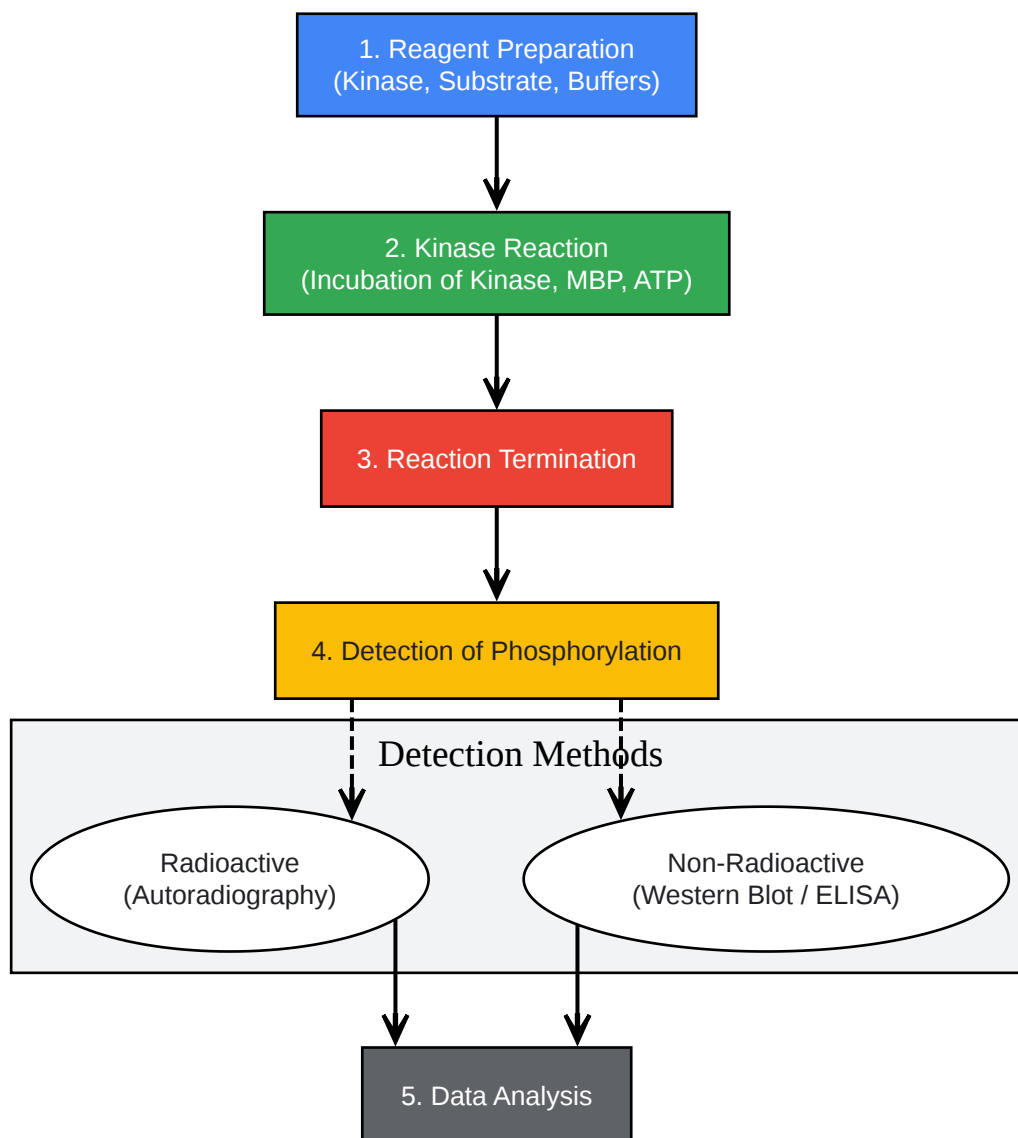 1. Reagent Preparation
(Kinase, Substrate, Buffers)
2. Kinase Reaction
(Incubation of Kinase, MBP, ATP)
3. Reaction Termination
4. Detection of Phosphorylation
Detection Methods
Radioactive
(Autoradiography)
Non-Radioactive
(Western Blot / ELISA)
5. Data Analysis